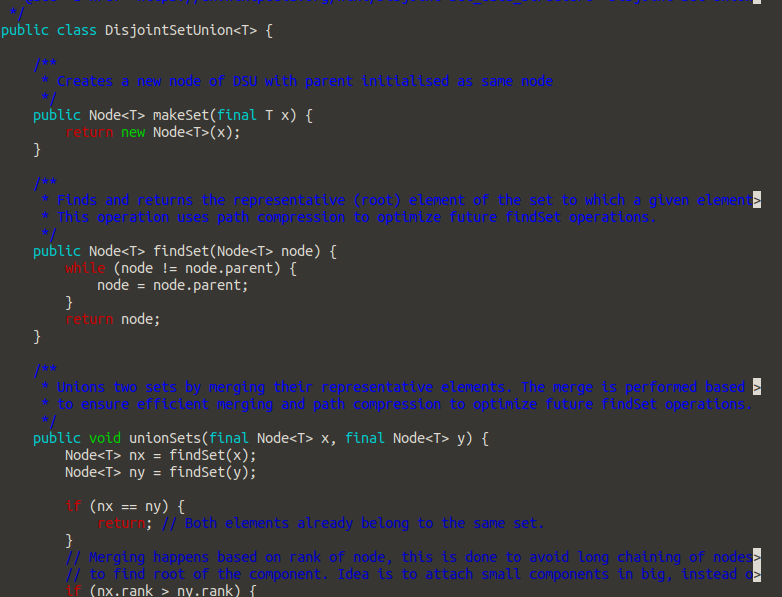 */
public class DisjointSetUnion<T> {

    /**
     * Creates a new node of DSU with parent initialised as same node
     */
    public Node<T> makeSet(final T x) {
        return new Node<T>(x);
    }

    /**
     * Finds and returns the representative (root) element of the set to which a given element>
     * This operation uses path compression to optimize future findSet operations.
     */
    public Node<T> findSet(Node<T> node) {
        while (node != node.parent) {
            node = node.parent;
        }
        return node;
    }

    /**
     * Unions two sets by merging their representative elements. The merge is performed based >
     * to ensure efficient merging and path compression to optimize future findSet operations.
     */
    public void unionSets(final Node<T> x, final Node<T> y) {
        Node<T> nx = findSet(x);
        Node<T> ny = findSet(y);

        if (nx == ny) {
            return; // Both elements already belong to the same set.
        }
        // Merging happens based on rank of node, this is done to avoid long chaining of nodes>
        // to find root of the component. Idea is to attach small components in big, instead o>
        if (nx.rank > ny.rank) {